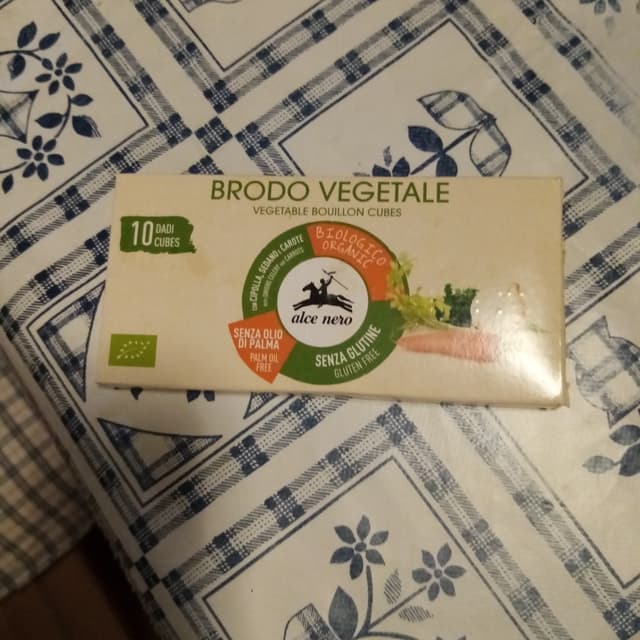 BRODO VEGETALE
VEGETABLE BOUILLON CUBES
10 DADI
CUBES
CIPOLLA, SEDANO, CAROTE
BIOLOGICO
ORGANIC
alce nero
SENZA OLIO
DI PALMA
PALM OIL
FREE
SENZA GLUTINE
GLUTEN FREE